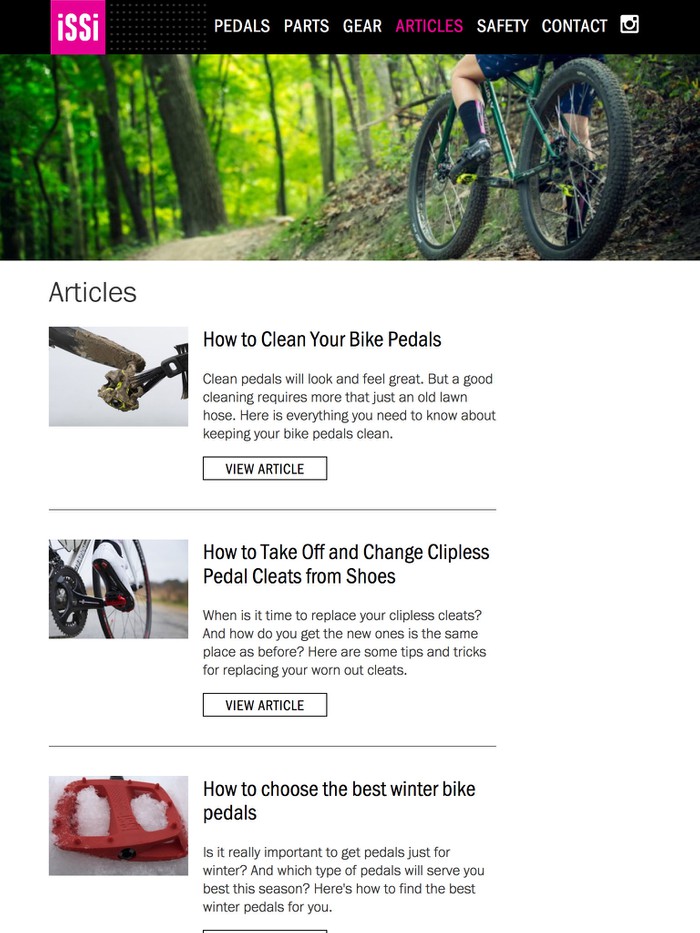 iSSi
PEDALS PARTS GEAR ARTICLES SAFETY CONTACT
Articles
How to Clean Your Bike Pedals
Clean pedals will look and feel great. But a good
cleaning requires more that just an old lawn
hose. Here is everything you need to know about
keeping your bike pedals clean.
VIEW ARTICLE
How to Take Off and Change Clipless
Pedal Cleats from Shoes
When is it time to replace your clipless cleats?
And how do you get the new ones is the same
place as before? Here are some tips and tricks
for replacing your worn out cleats.
VIEW ARTICLE
How to choose the best winter bike
pedals
Is it really important to get pedals just for
winter? And which type of pedals will serve you
best this season? Here's how to find the best
winter pedals for you.